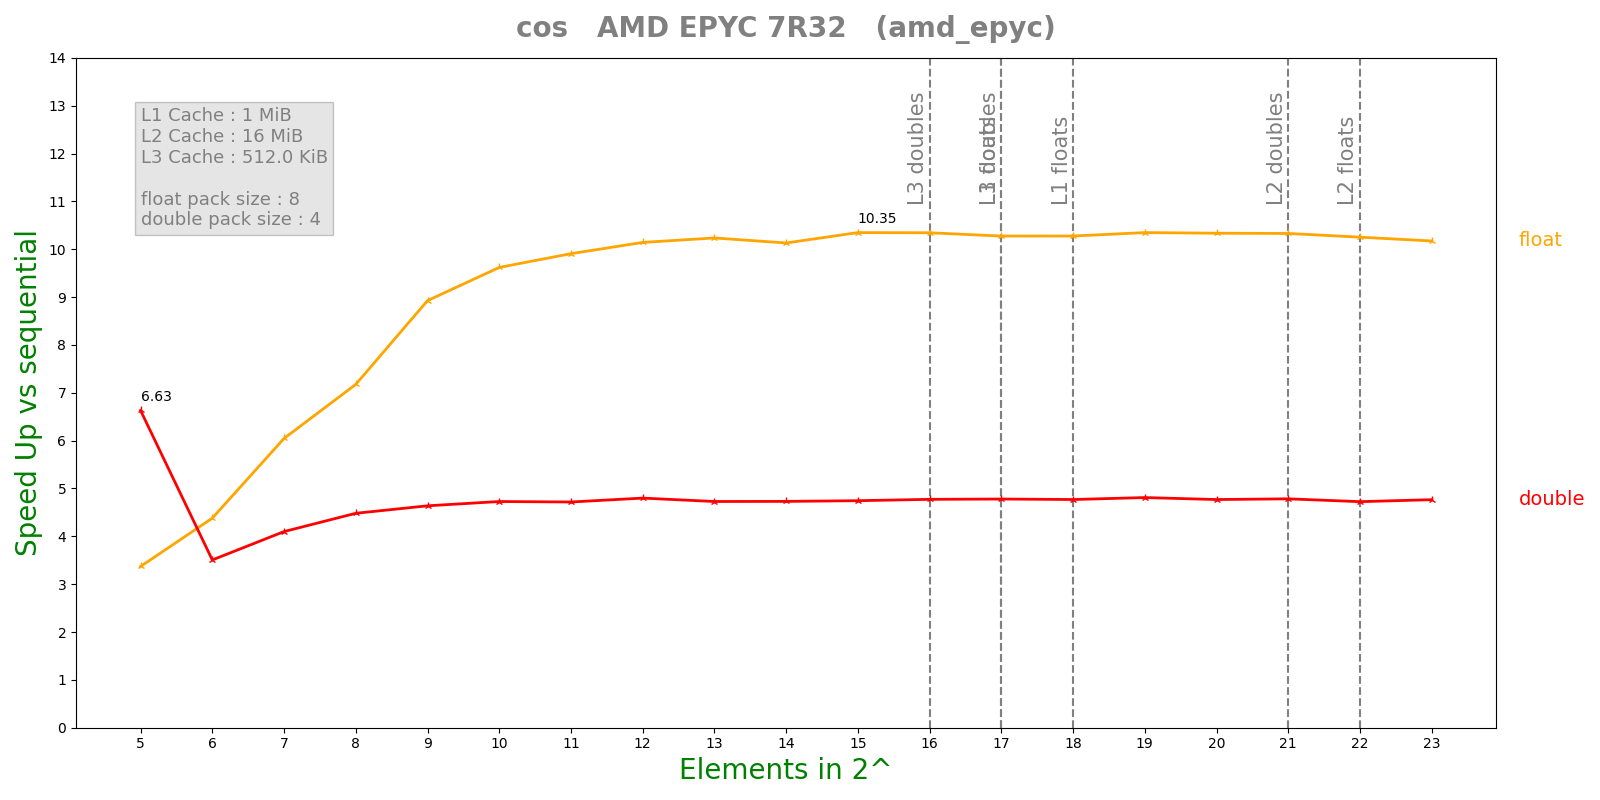 cos   AMD EPYC 7R32   (amd_epyc)
14
13
12
11
10
9
8
7
6
5
4
3
2
1
0
Speed Up vs sequential
L1 Cache : 1 MiB
L2 Cache : 16 MiB
L3 Cache : 512.0 KiB
float pack size : 8
double pack size : 4
L3 doubles
L1 doubles
L3 floats
L1 floats
L2 doubles
L2 floats
10.35
6.63
float
double
5 6 7 8 9 10 11 12 13 14 15 16 17 18 19 20 21 22 23
Elements in 2^